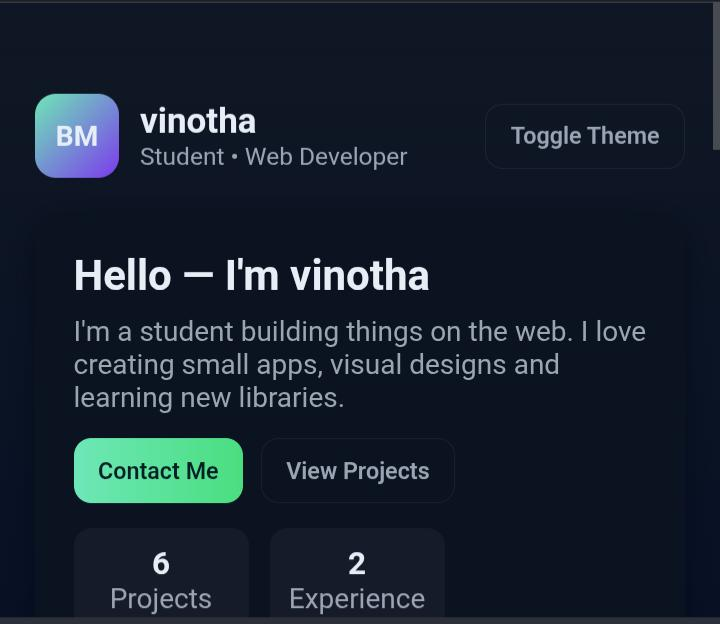 BM
vinotha
Student • Web Developer
Toggle Theme
Hello — I'm vinotha
I'm a student building things on the web. I love
creating small apps, visual designs and
learning new libraries.
Contact Me
View Projects
6
Projects
2
Experience